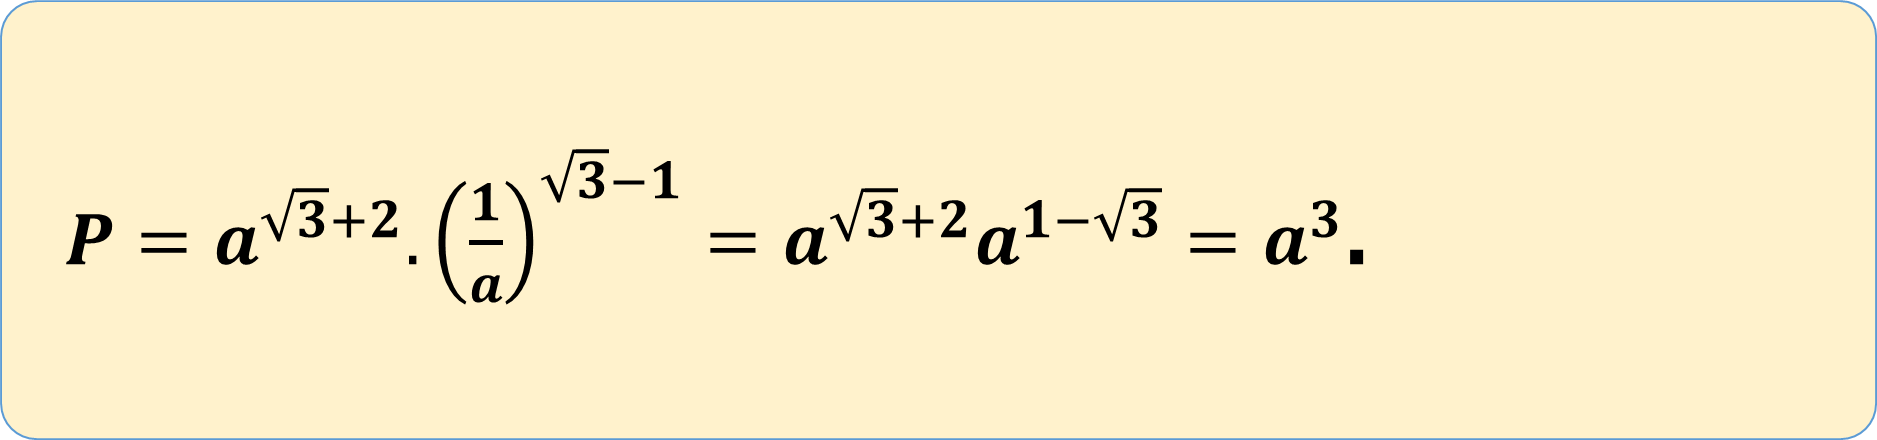 P = a^{√3+2} . (1/a)^{√3−1} = a^{√3+2}a^{1−√3} = a^3.